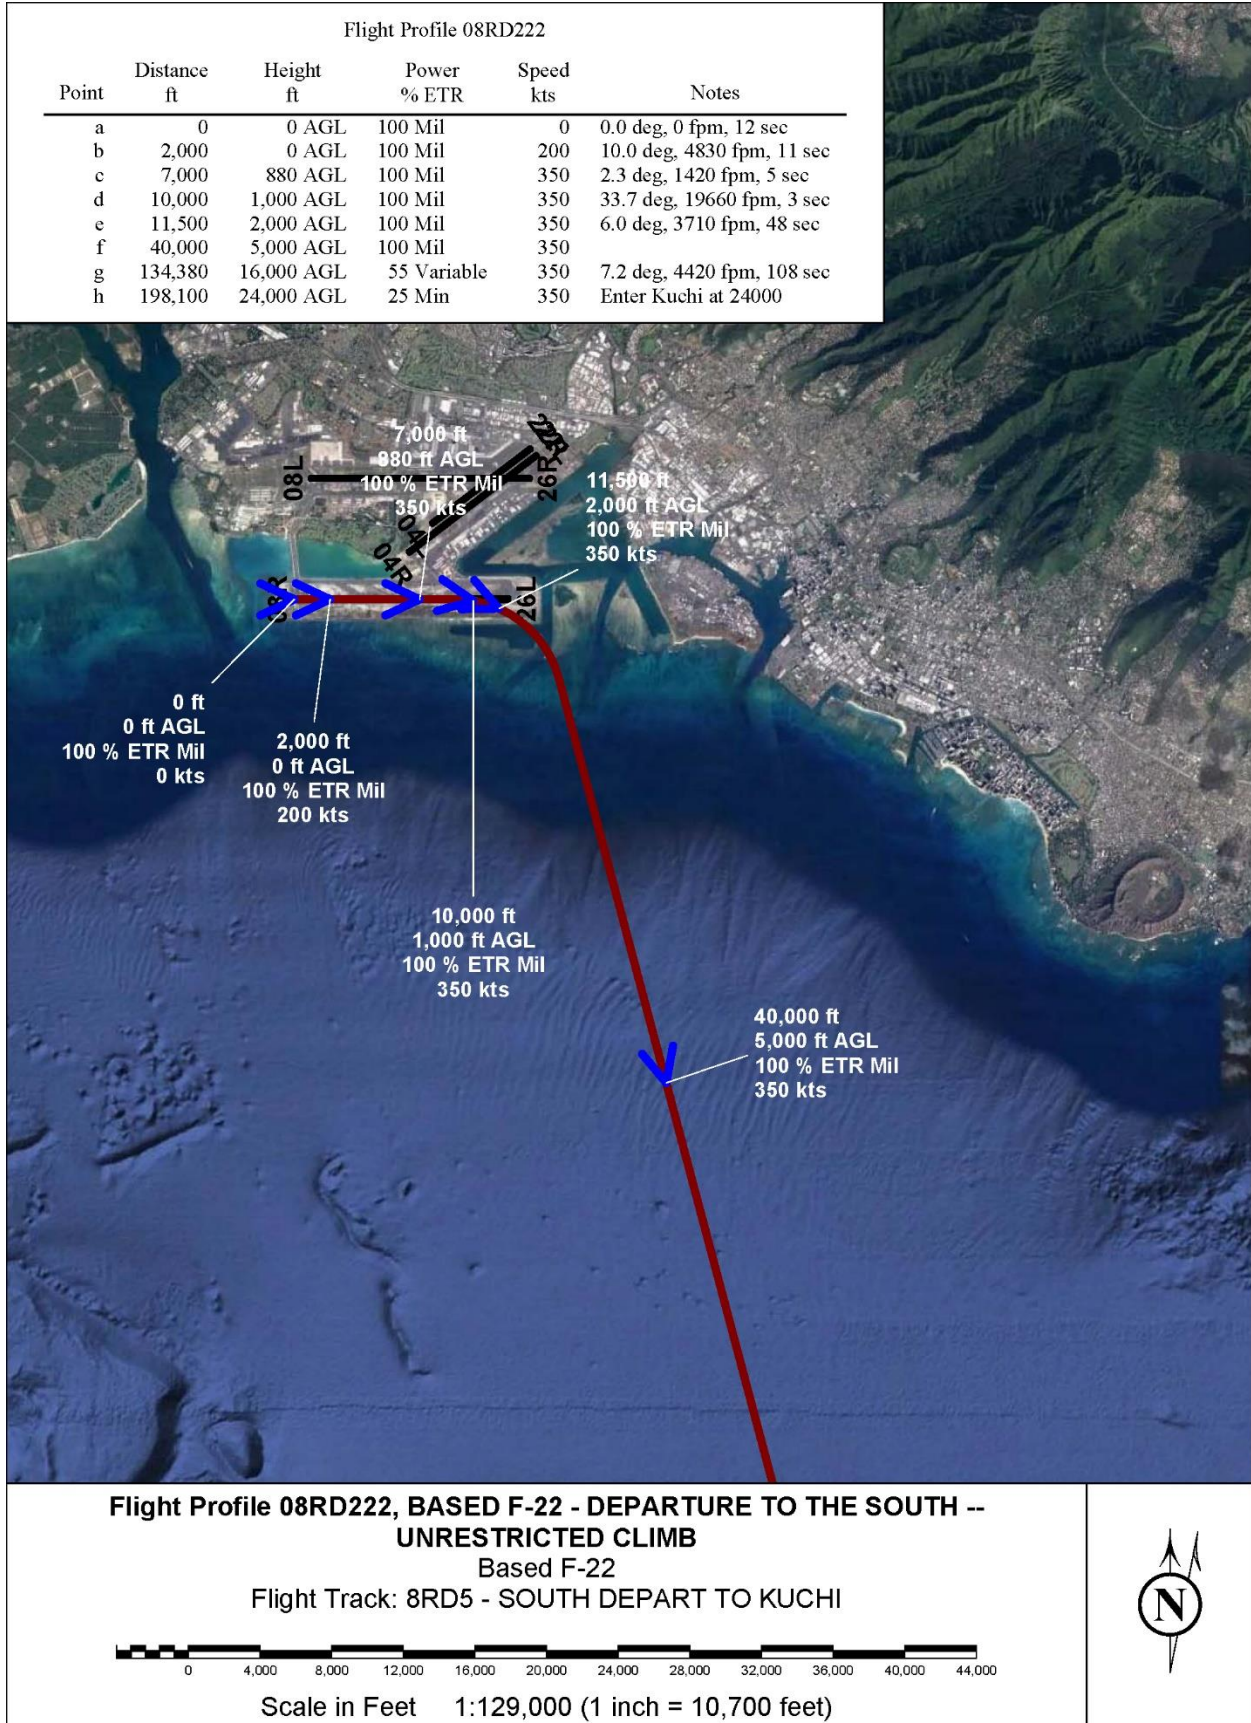 Flight Profile 08RD222
Point Distance ft Height ft Power % ETR Speed kts Notes
a 0 0 AGL 100 Mil 0 0.0 deg, 0 fpm, 12 sec
b 2,000 0 AGL 100 Mil 200 10.0 deg, 4830 fpm, 11 sec
c 7,000 880 AGL 100 Mil 350 2.3 deg, 1420 fpm, 5 sec
d 10,000 1,000 AGL 100 Mil 350 33.7 deg, 19660 fpm, 3 sec
e 11,500 2,000 AGL 100 Mil 350 6.0 deg, 3710 fpm, 48 sec
f 40,000 5,000 AGL 100 Mil 350
g 134,380 16,000 AGL 55 Variable 350 7.2 deg, 4420 fpm, 108 sec
h 198,100 24,000 AGL 25 Min 350 Enter Kuchi at 24000
7,000 ft
880 ft AGL
100 % ETR Mil
350 kts
08L
26R
22R
11,500 ft
2,000 ft AGL
100 % ETR Mil
350 kts
04L
04R
08R
26L
0 ft
0 ft AGL
100 % ETR Mil
0 kts
2,000 ft
0 ft AGL
100 % ETR Mil
200 kts
10,000 ft
1,000 ft AGL
100 % ETR Mil
350 kts
40,000 ft
5,000 ft AGL
100 % ETR Mil
350 kts
Flight Profile 08RD222, BASED F-22 - DEPARTURE TO THE SOUTH --
UNRESTRICTED CLIMB
Based F-22
Flight Track: 8RD5 - SOUTH DEPART TO KUCHI
0 4,000 8,000 12,000 16,000 20,000 24,000 28,000 32,000 36,000 40,000 44,000
Scale in Feet 1:129,000 (1 inch = 10,700 feet)
N